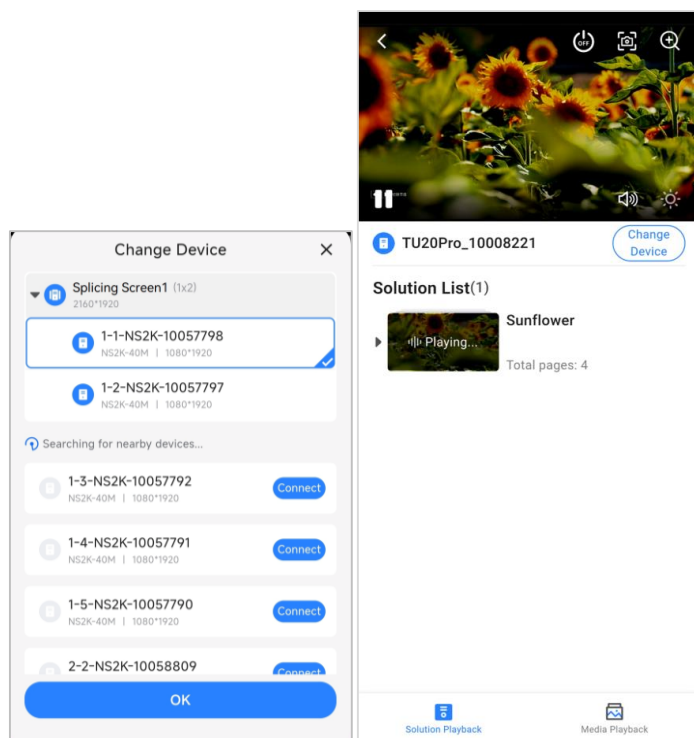 Change Device
Splicing Screen1 (1x2)
2160*1920
1-1-NS2K-10057798
NS2K-40M | 1080*1920
1-2-NS2K-10057797
NS2K-40M | 1080*1920
Searching for nearby devices...
1-3-NS2K-10057792
NS2K-40M | 1080*1920
Connect
1-4-NS2K-10057791
NS2K-40M | 1080*1920
Connect
1-5-NS2K-10057790
NS2K-40M | 1080*1920
Connect
2-2-NS2K-10058809
Connect
OK
OFF
TU20Pro_10008221
Change
Device
Solution List(1)
Playing...
Sunflower
Total pages: 4
Solution Playback
Media Playback